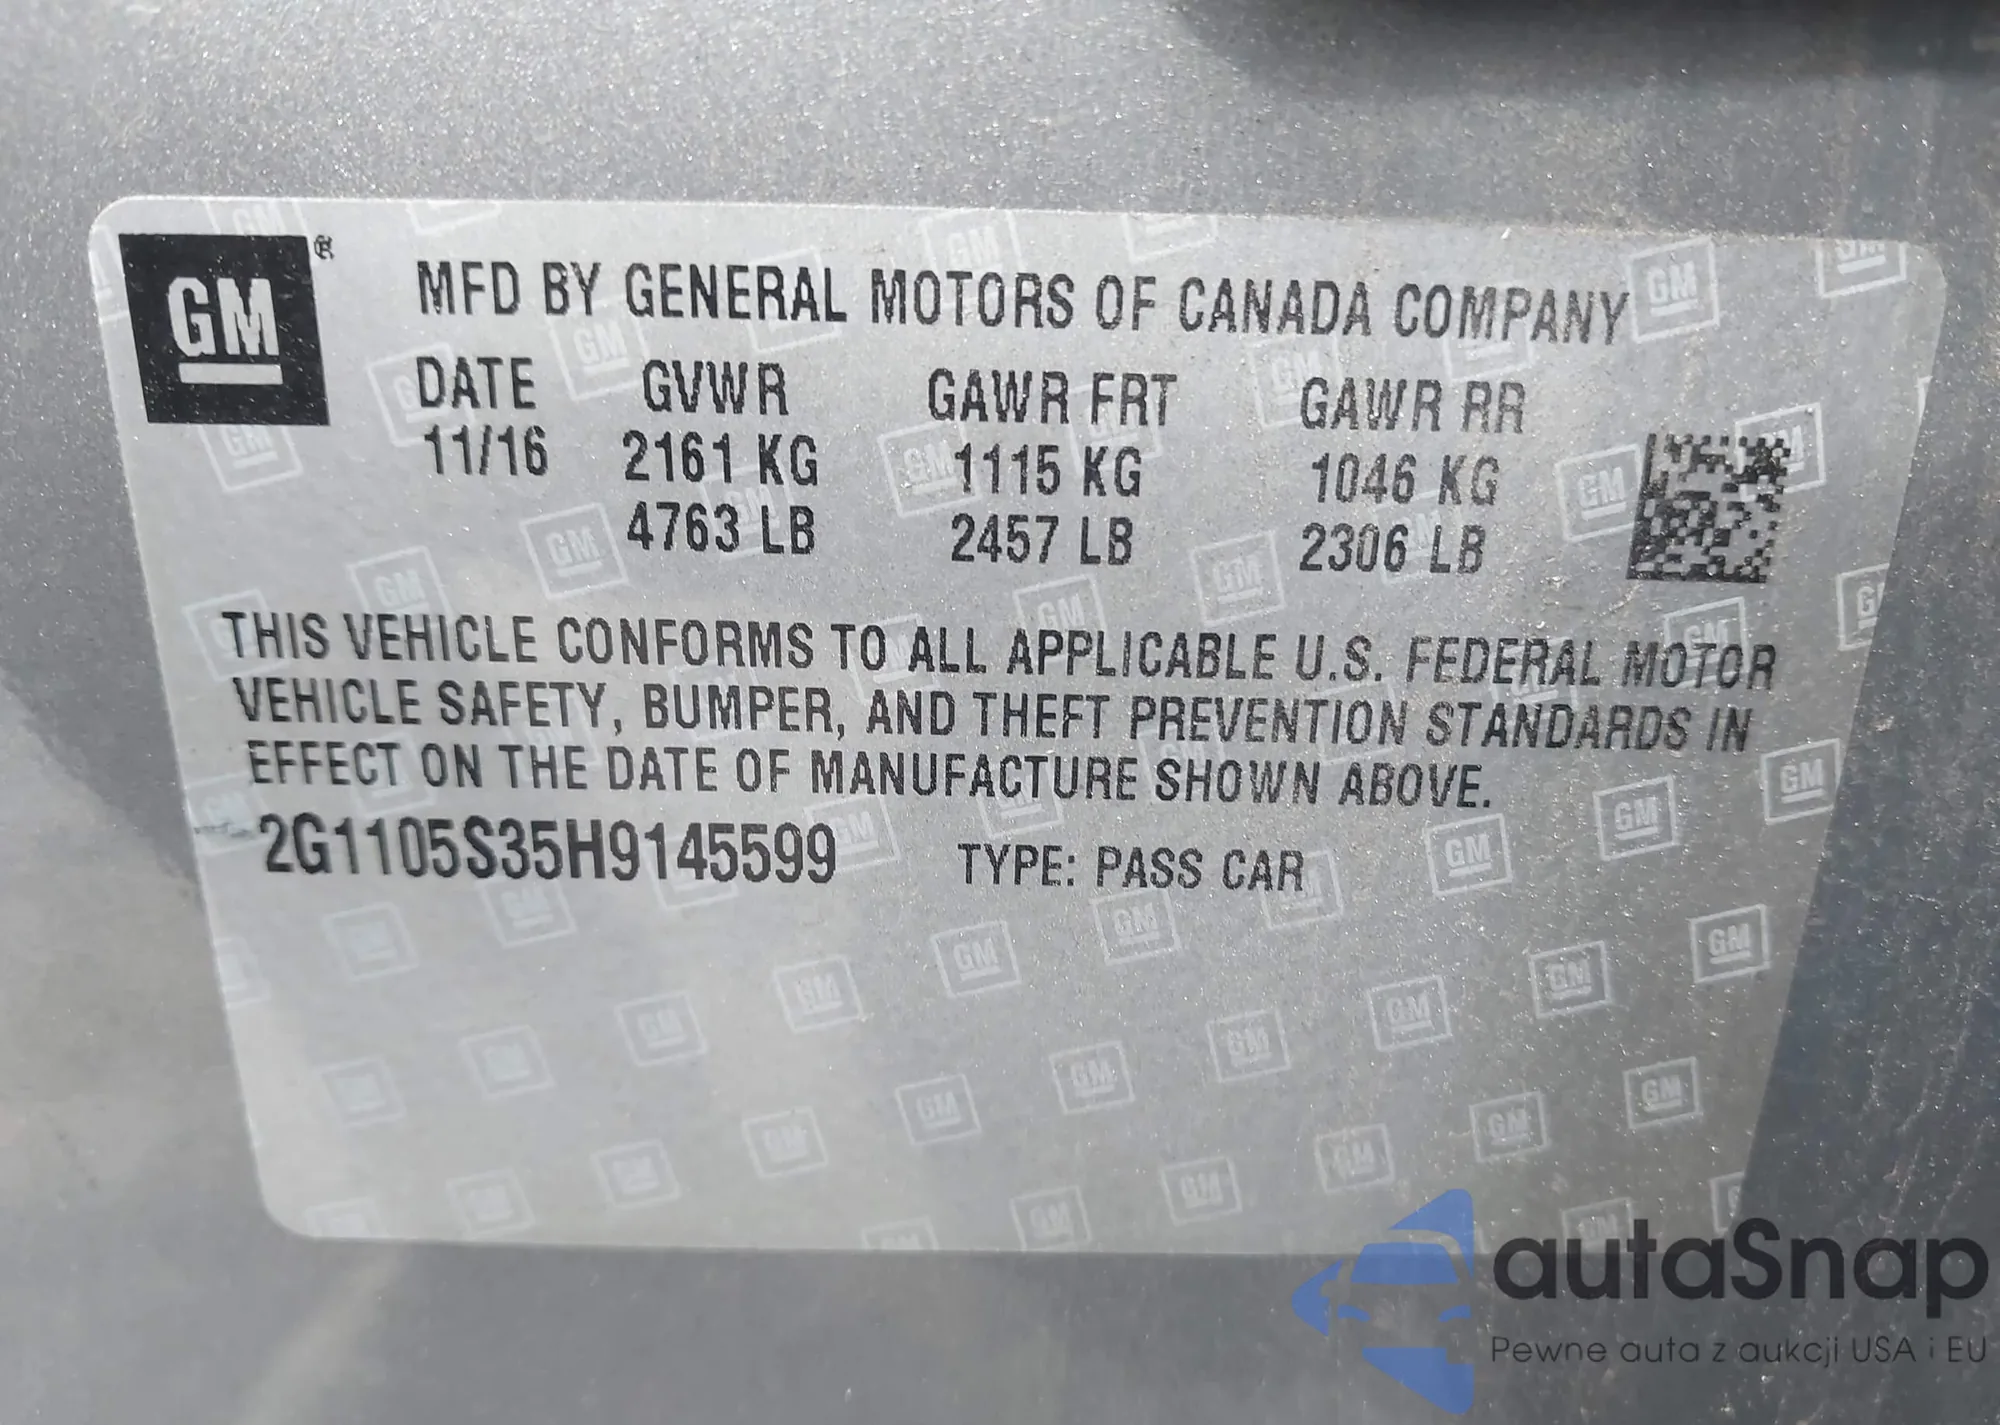 GM®
MFD BY GENERAL MOTORS OF CANADA COMPANY
DATE GVWR GAWR FRT GAWR RR
11/16 2161 KG 1115 KG 1046 KG
4763 LB 2457 LB 2306 LB
THIS VEHICLE CONFORMS TO ALL APPLICABLE U.S. FEDERAL MOTOR
VEHICLE SAFETY, BUMPER, AND THEFT PREVENTION STANDARDS IN
EFFECT ON THE DATE OF MANUFACTURE SHOWN ABOVE.
2G1105S35H9145599 TYPE: PASS CAR
autaSnap
Pewne auta z aukcji USA i EU